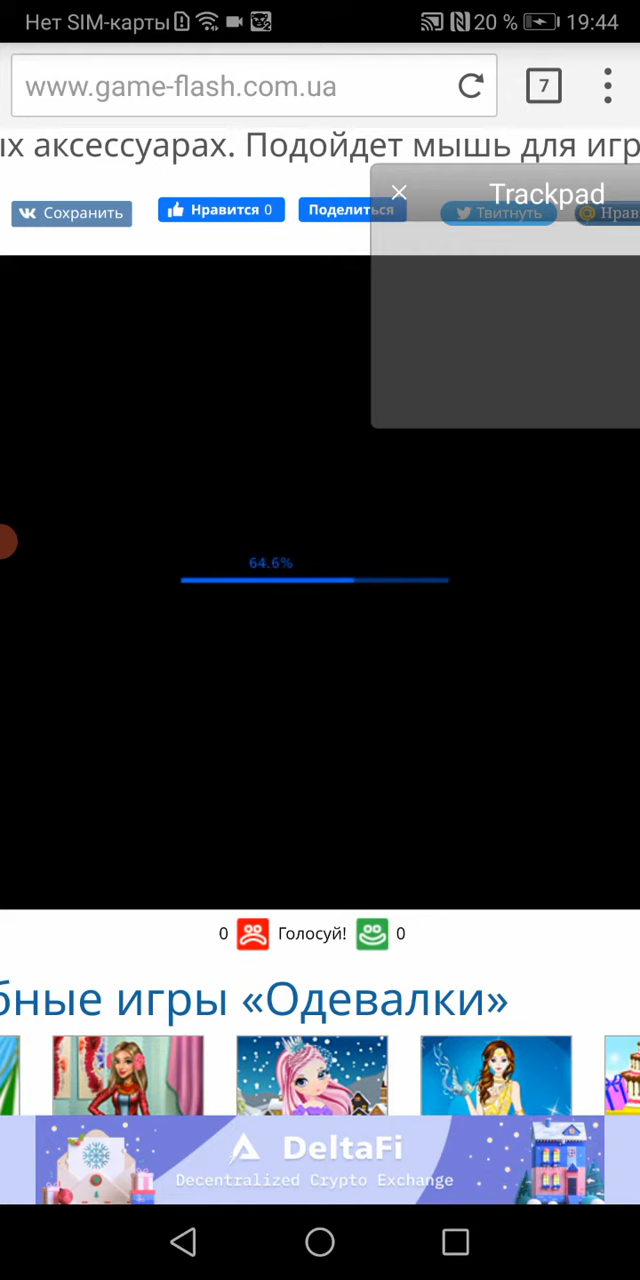 Нет SIM-карты 20 % 19:44
www.game-flash.com.ua 7
ых аксессуарах. Подойдет мышь для игр
Trackpad
Сохранить Нравится 0 Поделиться Твитнуть Нрав
64.6%
0 Голосуй! 0
бные игры «Одевалки»
DeltaFi
Decentralized Crypto Exchange